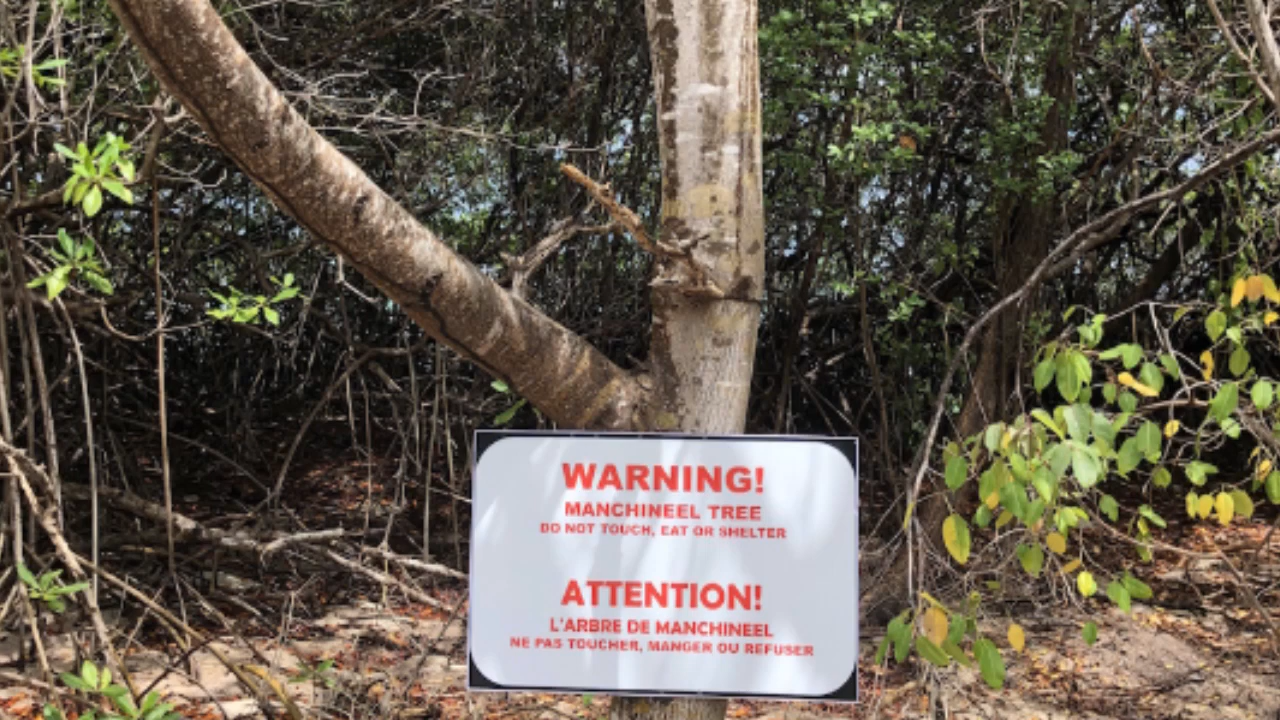 WARNING!
MANCHINEEL TREE
DO NOT TOUCH, EAT OR SHELTER
ATTENTION!
L'ARBRE DE MANCHINEEL
NE PAS TOUCHER, MANGER OU REFUSER